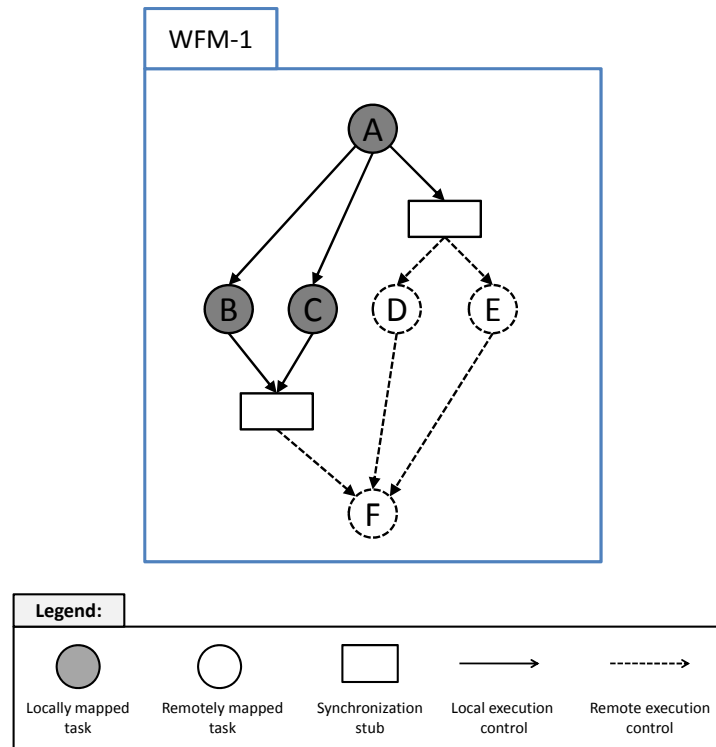 WFM-1
A
B C D E
F
Legend:
Locally mapped Remotely mapped Synchronization Local execution Remote execution
task task stub control control